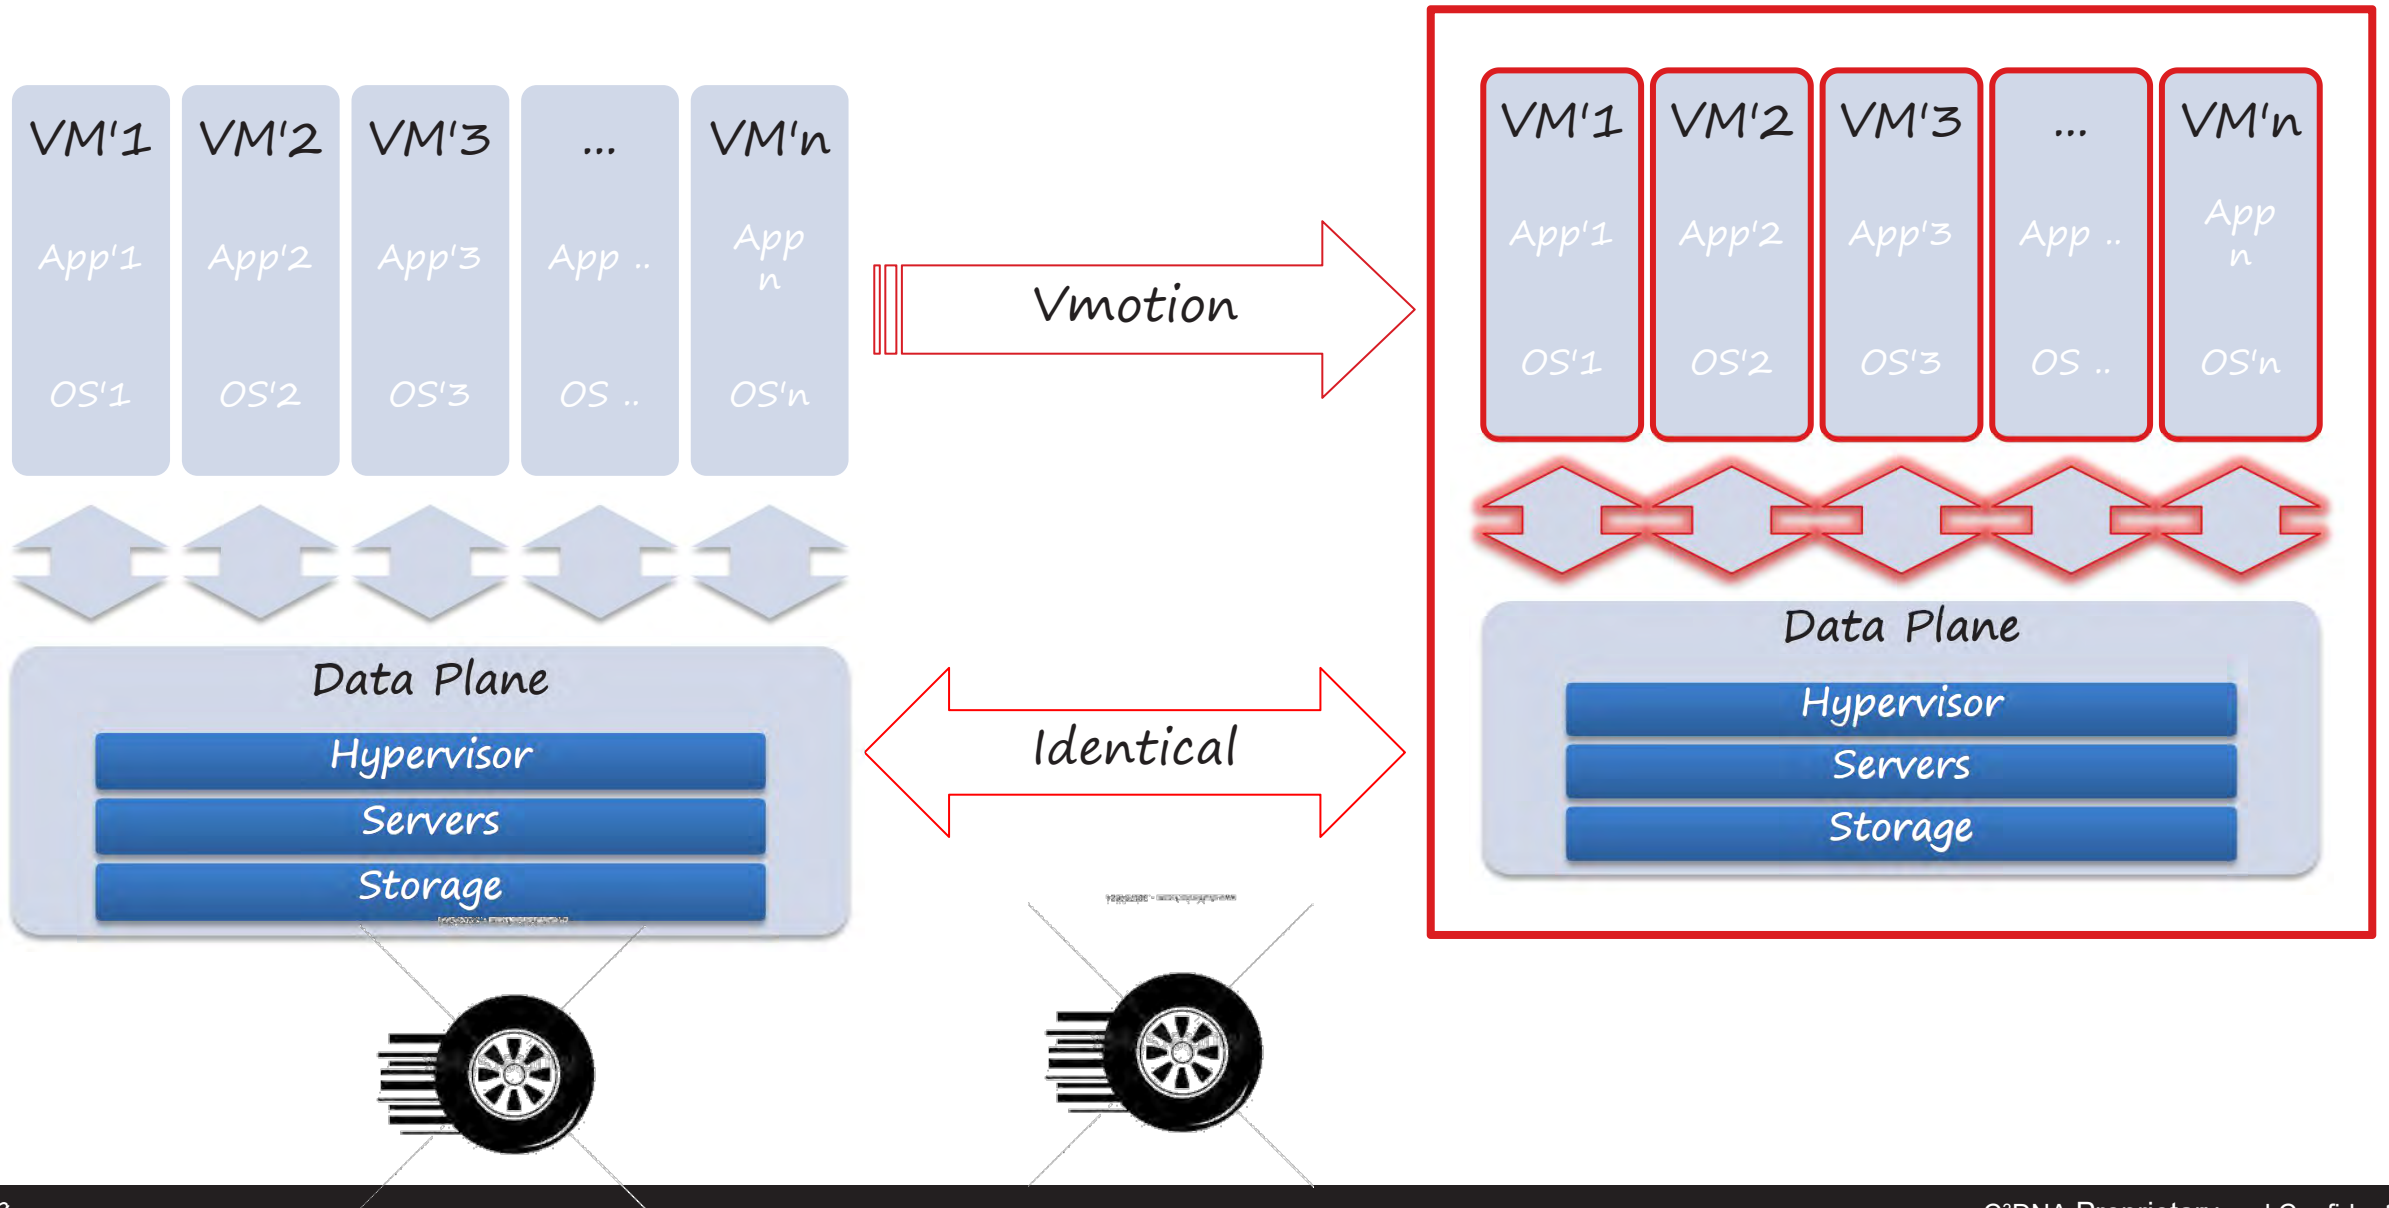 VM'1 VM'2 VM'3 ... VM'n
App'1 App'2 App'3 App .. App
n
OS'1 OS'2 OS'3 OS .. OS'n
Data Plane
Hypervisor
Servers
Storage
Vmotion
Identical
VM'1 VM'2 VM'3 ... VM'n
App'1 App'2 App'3 App .. App
n
OS'1 OS'2 OS'3 OS .. OS'n
Data Plane
Hypervisor
Servers
Storage
Proprietary